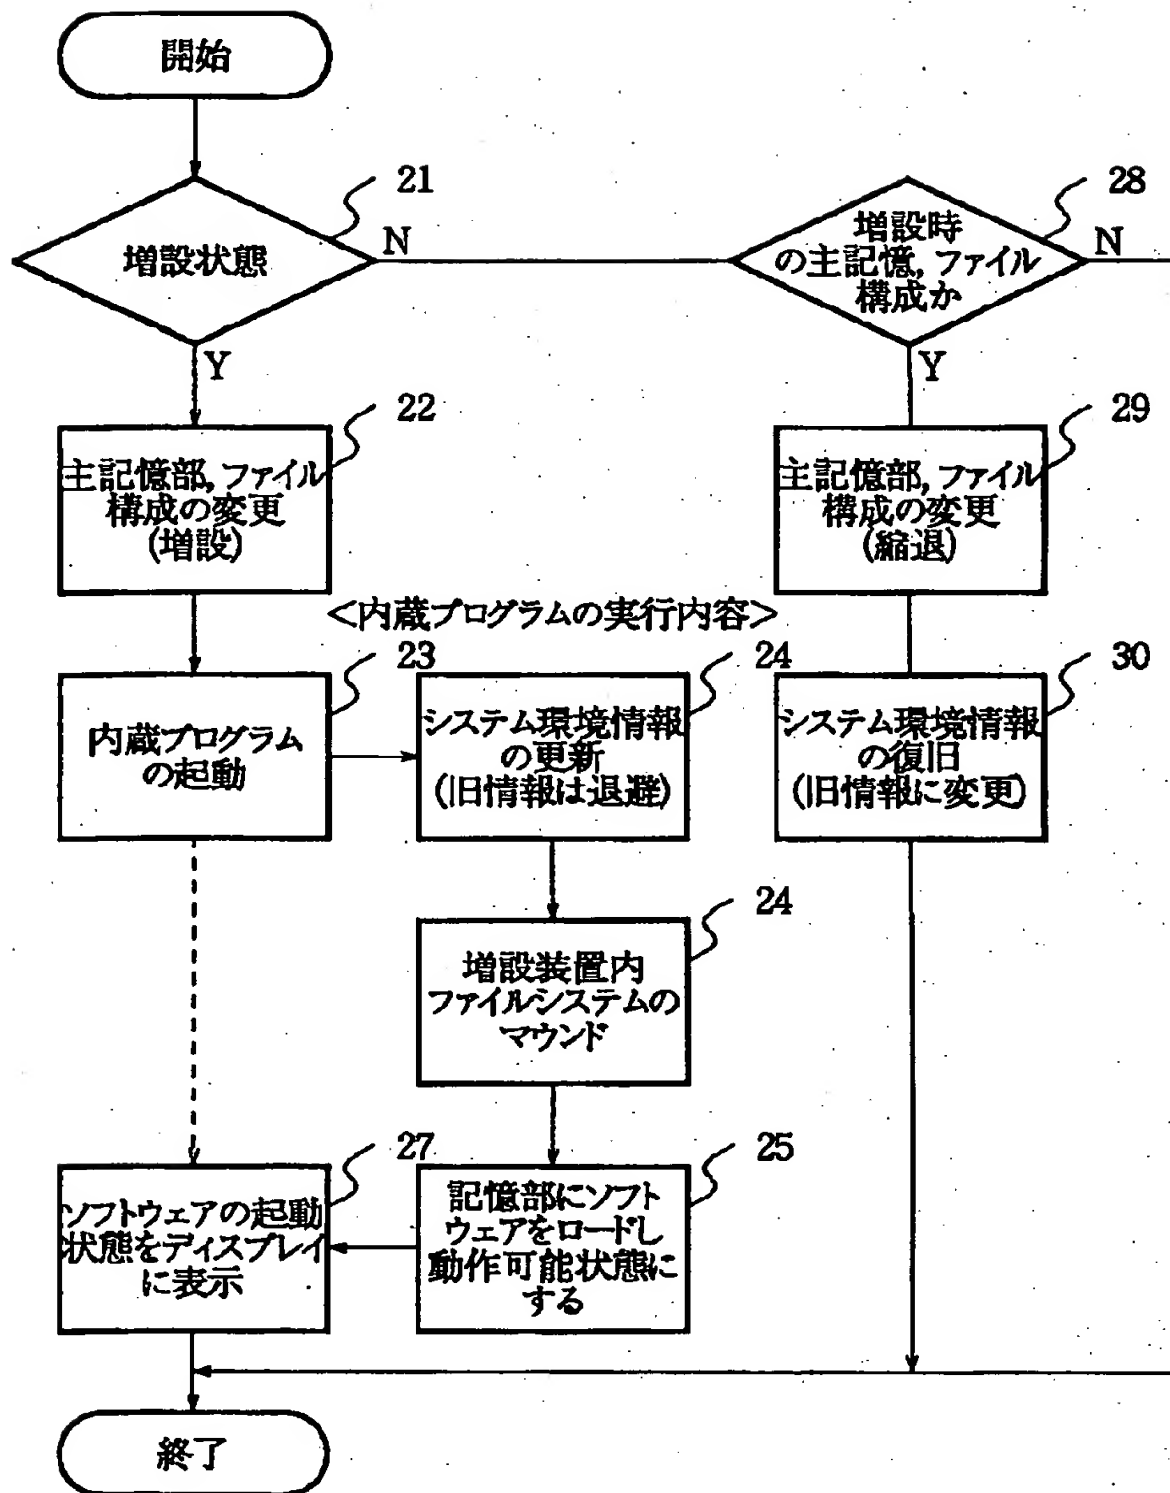 開始
21
増設状態
N
Y
28
増設時
の主記憶,ファイル
構成か
N
Y
22
主記憶部,ファイル
構成の変更
(増設)
29
主記憶部,ファイル
構成の変更
(縮退)
<内蔵プログラムの実行内容>
23
内蔵プログラム
の起動
24
システム環境情報
の更新
(旧情報は退避)
30
システム環境情報
の復旧
(旧情報に変更)
24
増設装置内
ファイルシステムの
マウンド
27
ソフトウェアの起動
状態をディスプレイ
に表示
25
記憶部にソフト
ウェアをロードし
動作可能状態に
する
終了